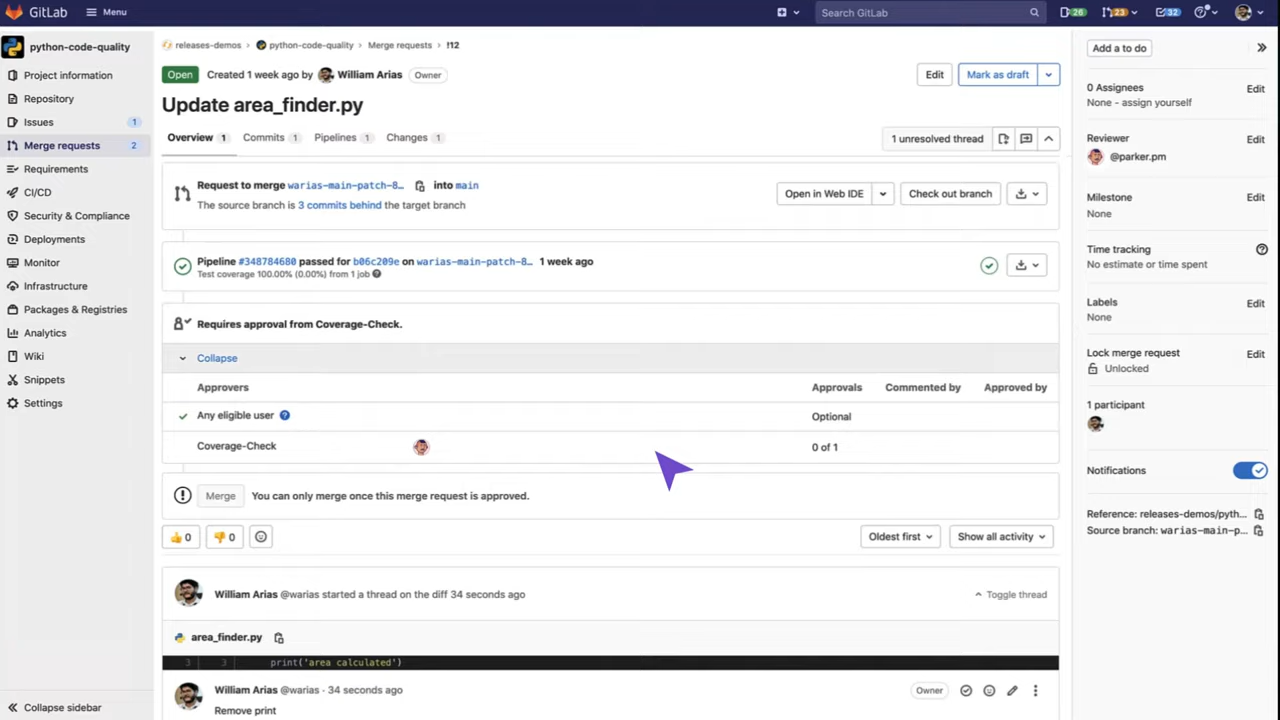 GitLab
Menu
Search GitLab
26
23
32
python-code-quality
Project information
Repository
Issues 1
Merge requests 2
Requirements
CI/CD
Security & Compliance
Deployments
Monitor
Infrastructure
Packages & Registries
Analytics
Wiki
Snippets
Settings
Collapse sidebar
releases-demos › python-code-quality › Merge requests › !12
Open Created 1 week ago by William Arias Owner
Edit
Mark as draft
Update area_finder.py
Overview 1 Commits 1 Pipelines 1 Changes 1
1 unresolved thread
Request to merge warias-main-patch-8… into main
The source branch is 3 commits behind the target branch
Open in Web IDE
Check out branch
Pipeline #348784680 passed for b06c209e on warias-main-patch-8… 1 week ago
Test coverage 100.00% (0.00%) from 1 job
Requires approval from Coverage-Check.
Collapse
Approvers Approvals Commented by Approved by
Any eligible user Optional
Coverage-Check 0 of 1
Merge You can only merge once this merge request is approved.
0
0
Oldest first
Show all activity
William Arias @warias started a thread on the diff 34 seconds ago
Toggle thread
area_finder.py
3 3 print('area calculated')
William Arias @warias · 34 seconds ago
Owner
Remove print
Add a to do
0 Assignees Edit
None - assign yourself
Reviewer Edit
@parker.pm
Milestone Edit
None
Time tracking
No estimate or time spent
Labels Edit
None
Lock merge request Edit
Unlocked
1 participant
Notifications
Reference: releases-demos/pyth…
Source branch: warias-main-p…